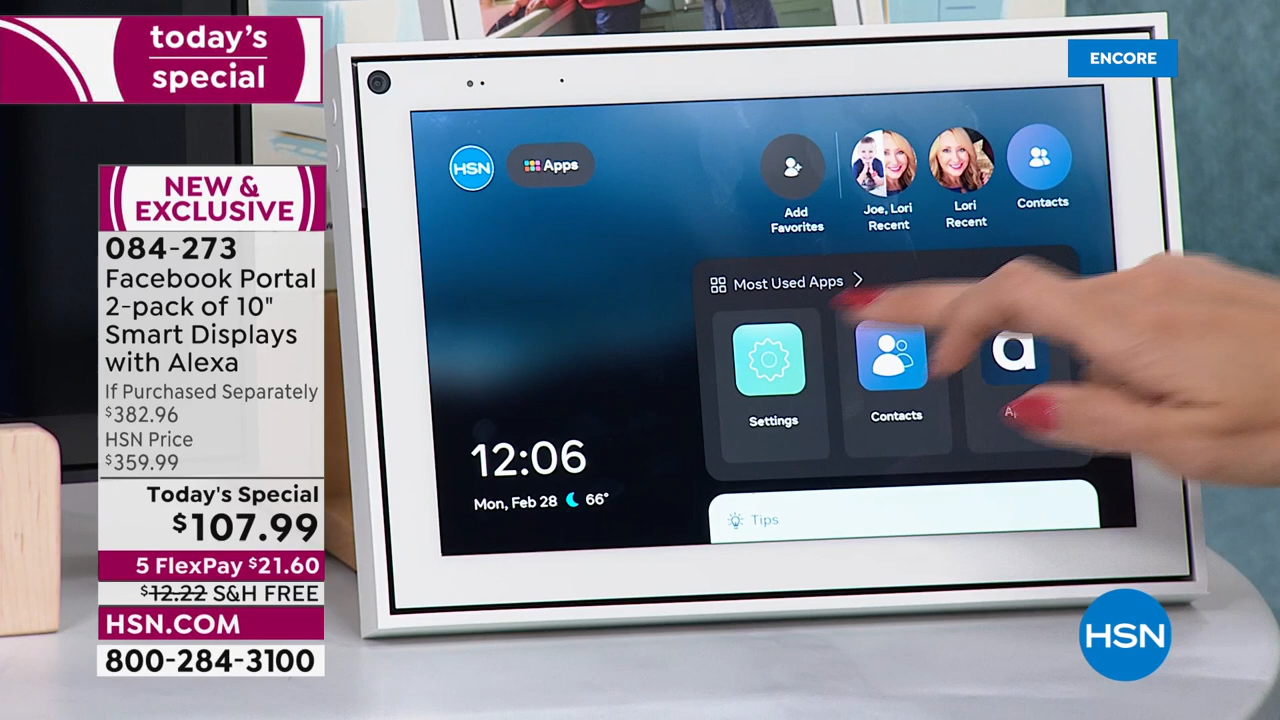 today's
special
NEW &
EXCLUSIVE
084-273
Facebook Portal
2-pack of 10"
Smart Displays
with Alexa
If Purchased Separately
$382.96
HSN Price
$359.99
Today's Special
$107.99
5 FlexPay $21.60
$12.22 S&H FREE
HSN.COM
800-284-3100
ENCORE
HSN
Apps
Add
Favorites
Joe, Lori
Recent
Lori
Recent
Contacts
Most Used Apps
Settings
Contacts
a
12:06
Mon, Feb 28 66°
Tips
HSN